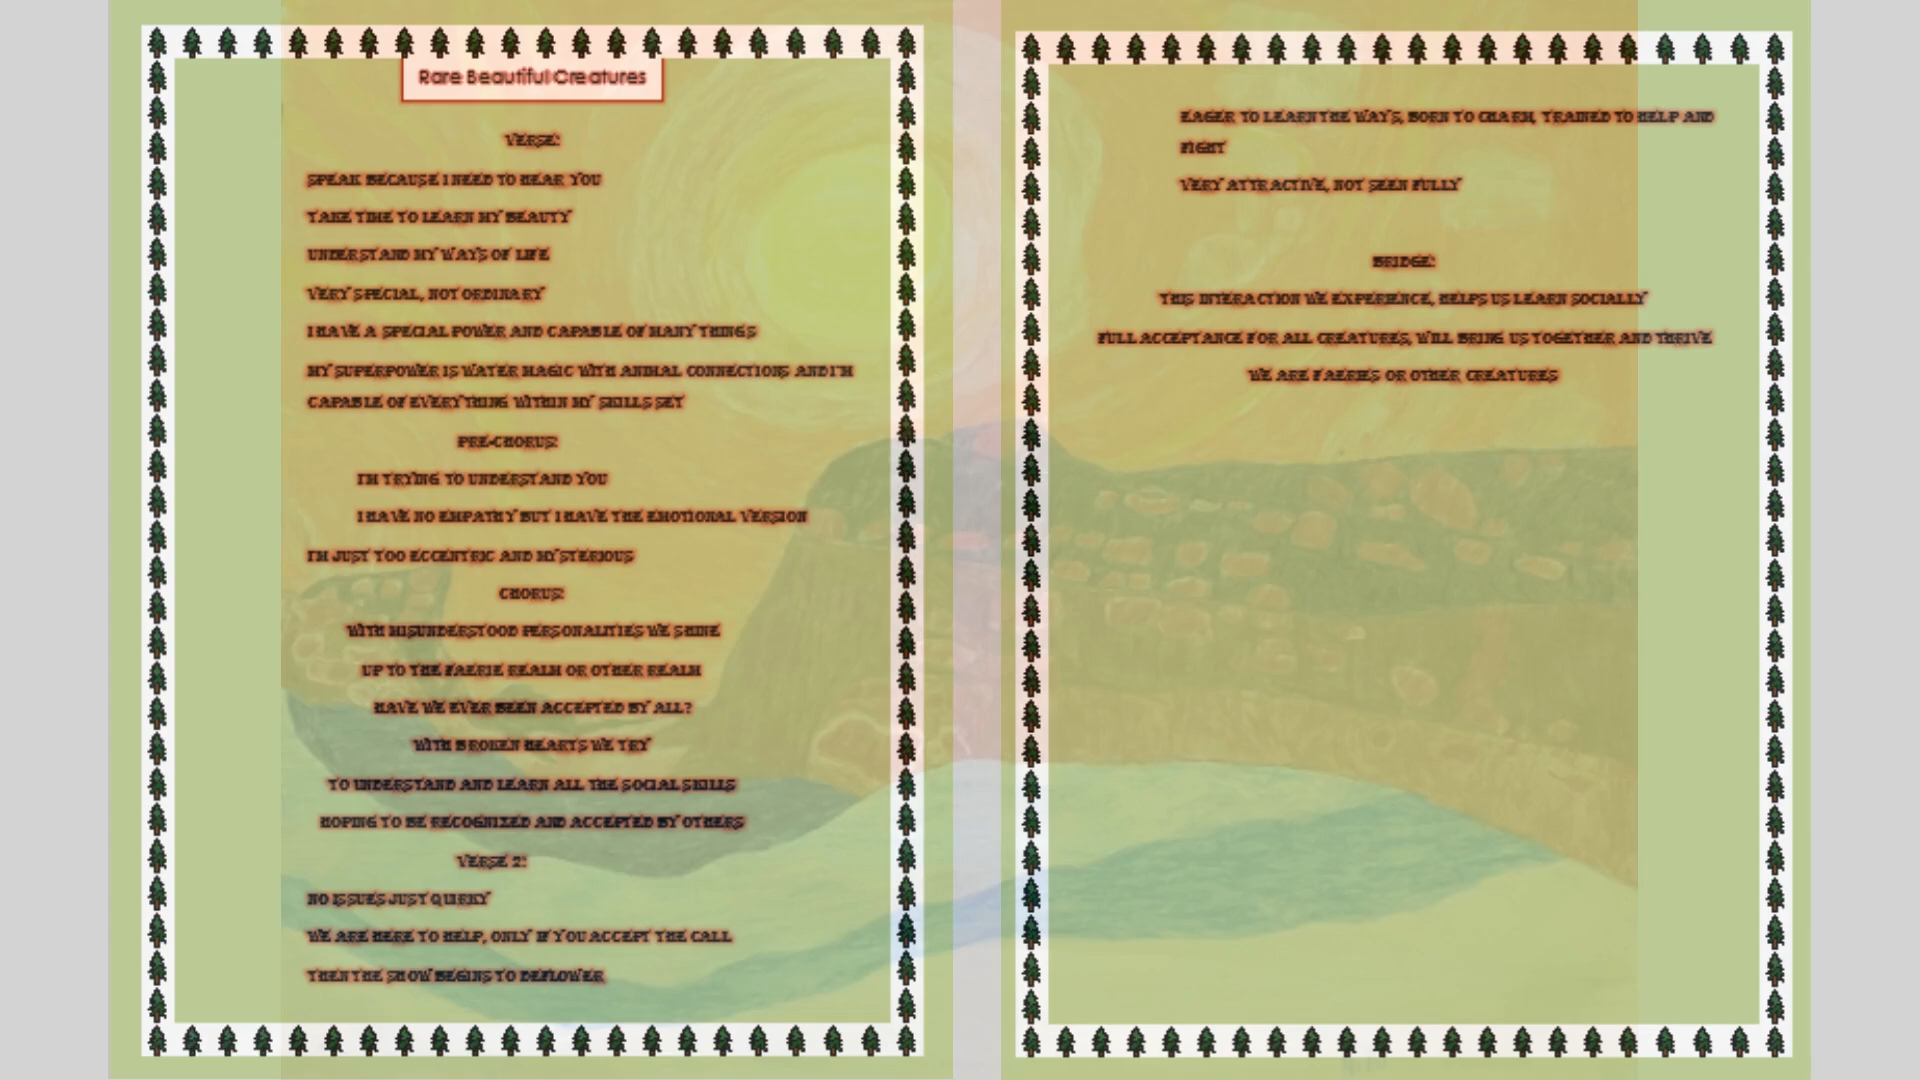 Rare Beautiful Creatures
VERSE:
SPEAK BECAUSE I NEED TO HEAR YOU
TAKE TIME TO LEARN MY BEAUTY
UNDERSTAND MY WAYS OF LIFE
VERY SPECIAL, NOT ORDINARY
I HAVE A SPECIAL POWER AND CAPABLE OF MANY THINGS
MY SUPERPOWER IS WATER MAGIC WITH ANIMAL CONNECTIONS AND I'M
CAPABLE OF EVERYTHING WITHIN MY SKILLS SET
PRE-CHORUS:
I'M TRYING TO UNDERSTAND YOU
I HAVE NO EMPATHY BUT I HAVE THE EMOTIONAL VERSION
I'M JUST TOO ECCENTRIC AND MYSTERIOUS
CHORUS:
WITH MISUNDERSTOOD PERSONALITIES WE SHINE
UP TO THE FAERIE REALM OR OTHER REALM
HAVE WE EVER BEEN ACCEPTED BY ALL?
WITH BROKEN HEARTS WE TRY
TO UNDERSTAND AND LEARN ALL THE SOCIAL SKILLS
HOPING TO BE RECOGNIZED AND ACCEPTED BY OTHERS
VERSE 2:
NO ISSUES JUST QUIRKY
WE ARE HERE TO HELP, ONLY IF YOU ACCEPT THE CALL
THEN THE SHOW BEGINS TO DEFLOWER
EAGER TO LEARN THE WAYS, BORN TO CHARM, TRAINED TO HELP AND
FIGHT
VERY ATTRACTIVE, NOT SEEN FULLY
BRIDGE:
THIS INTERACTION WE EXPERIENCE, HELPS US LEARN SOCIALLY
FULL ACCEPTANCE FOR ALL CREATURES, WILL BRING US TOGETHER AND THRIVE
WE ARE FAERIES OR OTHER CREATURES